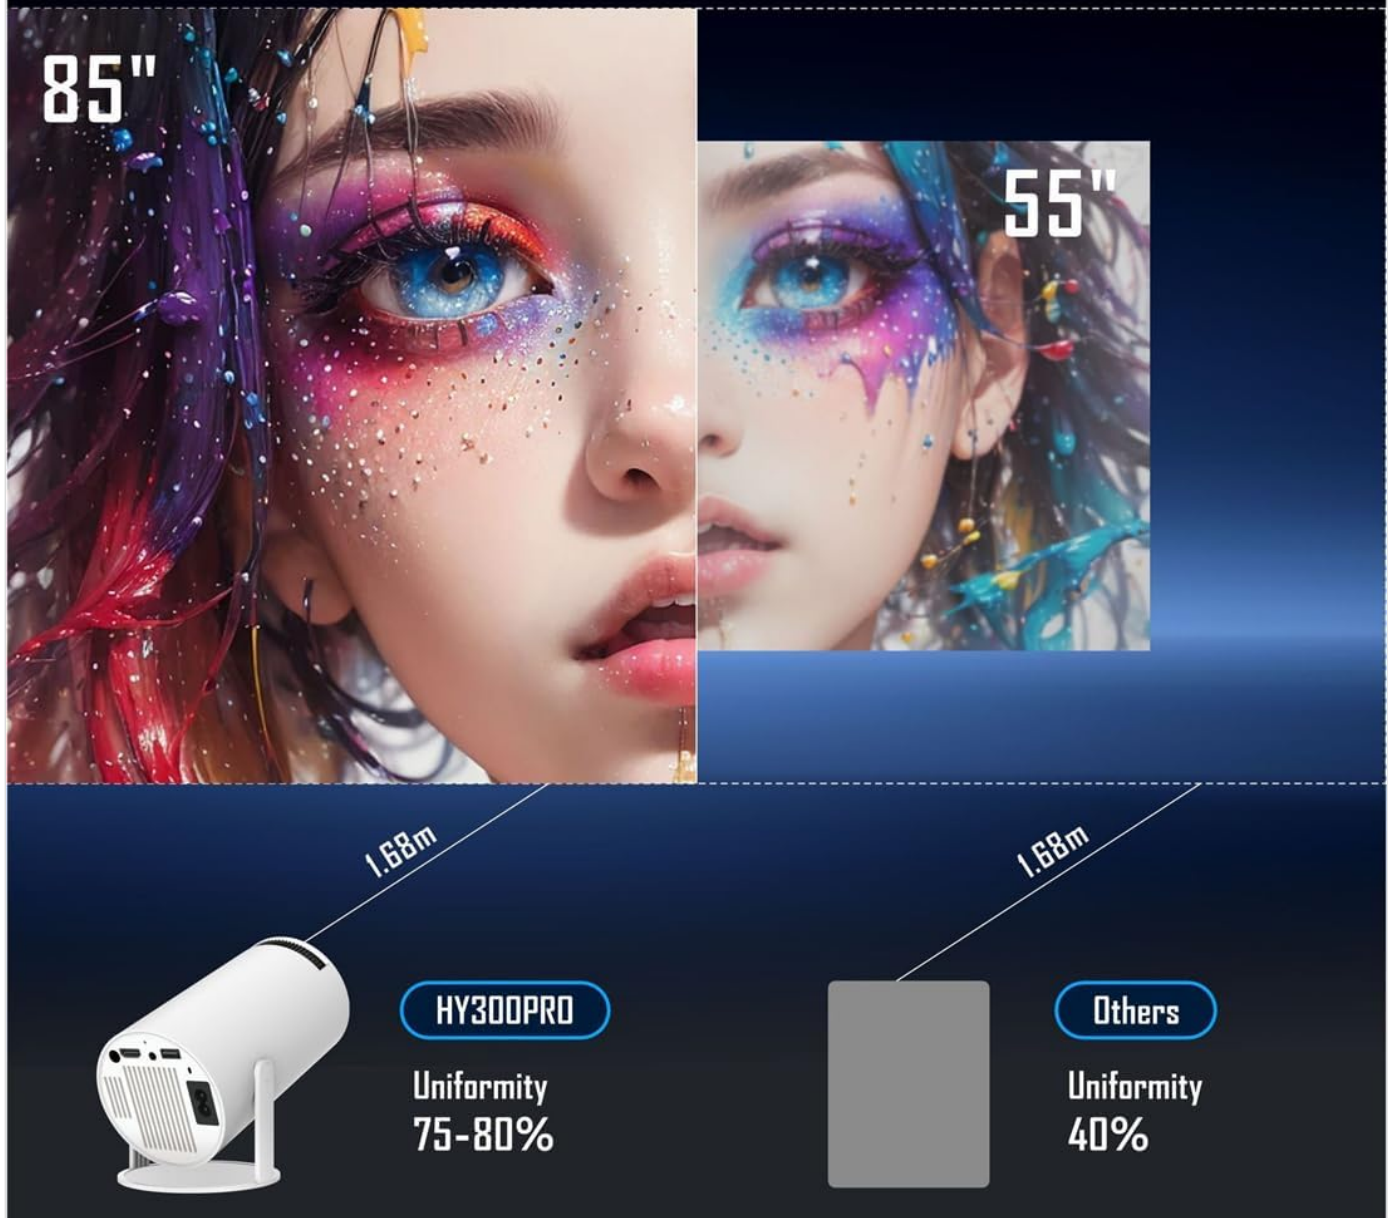 85"
55"
1.68m
1.68m
HY300PRO
Others
Uniformity
75-80%
Uniformity
40%